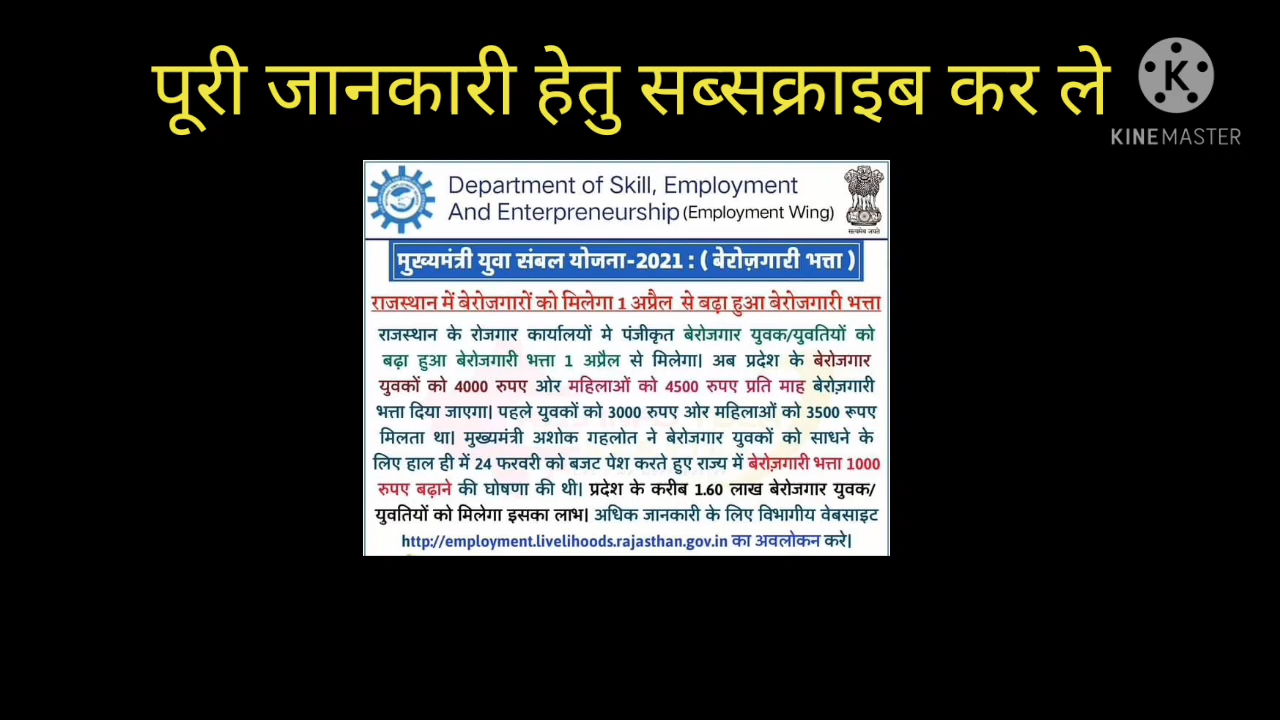 पूरी जानकारी हेतु सब्सक्राइब कर ले
KINEMASTER
Department of Skill, Employment
And Enterpreneurship (Employment Wing)
सत्यमेव जयते
मुख्यमंत्री युवा संबल योजना-2021 : ( बेरोज़गारी भत्ता )
राजस्थान में बेरोजगारों को मिलेगा 1 अप्रैल से बढ़ा हुआ बेरोजगारी भत्ता
राजस्थान के रोजगार कार्यालयों मे पंजीकृत बेरोजगार युवक/युवतियों को
बढ़ा हुआ बेरोजगारी भत्ता 1 अप्रैल से मिलेगा। अब प्रदेश के बेरोजगार
युवकों को 4000 रुपए ओर महिलाओं को 4500 रुपए प्रति माह बेरोज़गारी
भत्ता दिया जाएगा। पहले युवकों को 3000 रुपए ओर महिलाओं को 3500 रूपए
मिलता था। मुख्यमंत्री अशोक गहलोत ने बेरोजगार युवकों को साधने के
लिए हाल ही में 24 फरवरी को बजट पेश करते हुए राज्य में बेरोज़गारी भत्ता 1000
रुपए बढ़ाने की घोषणा की थी। प्रदेश के करीब 1.60 लाख बेरोजगार युवक/
युवतियों को मिलेगा इसका लाभ। अधिक जानकारी के लिए विभागीय वेबसाइट
http://employment.livelihoods.rajasthan.gov.in का अवलोकन करे।